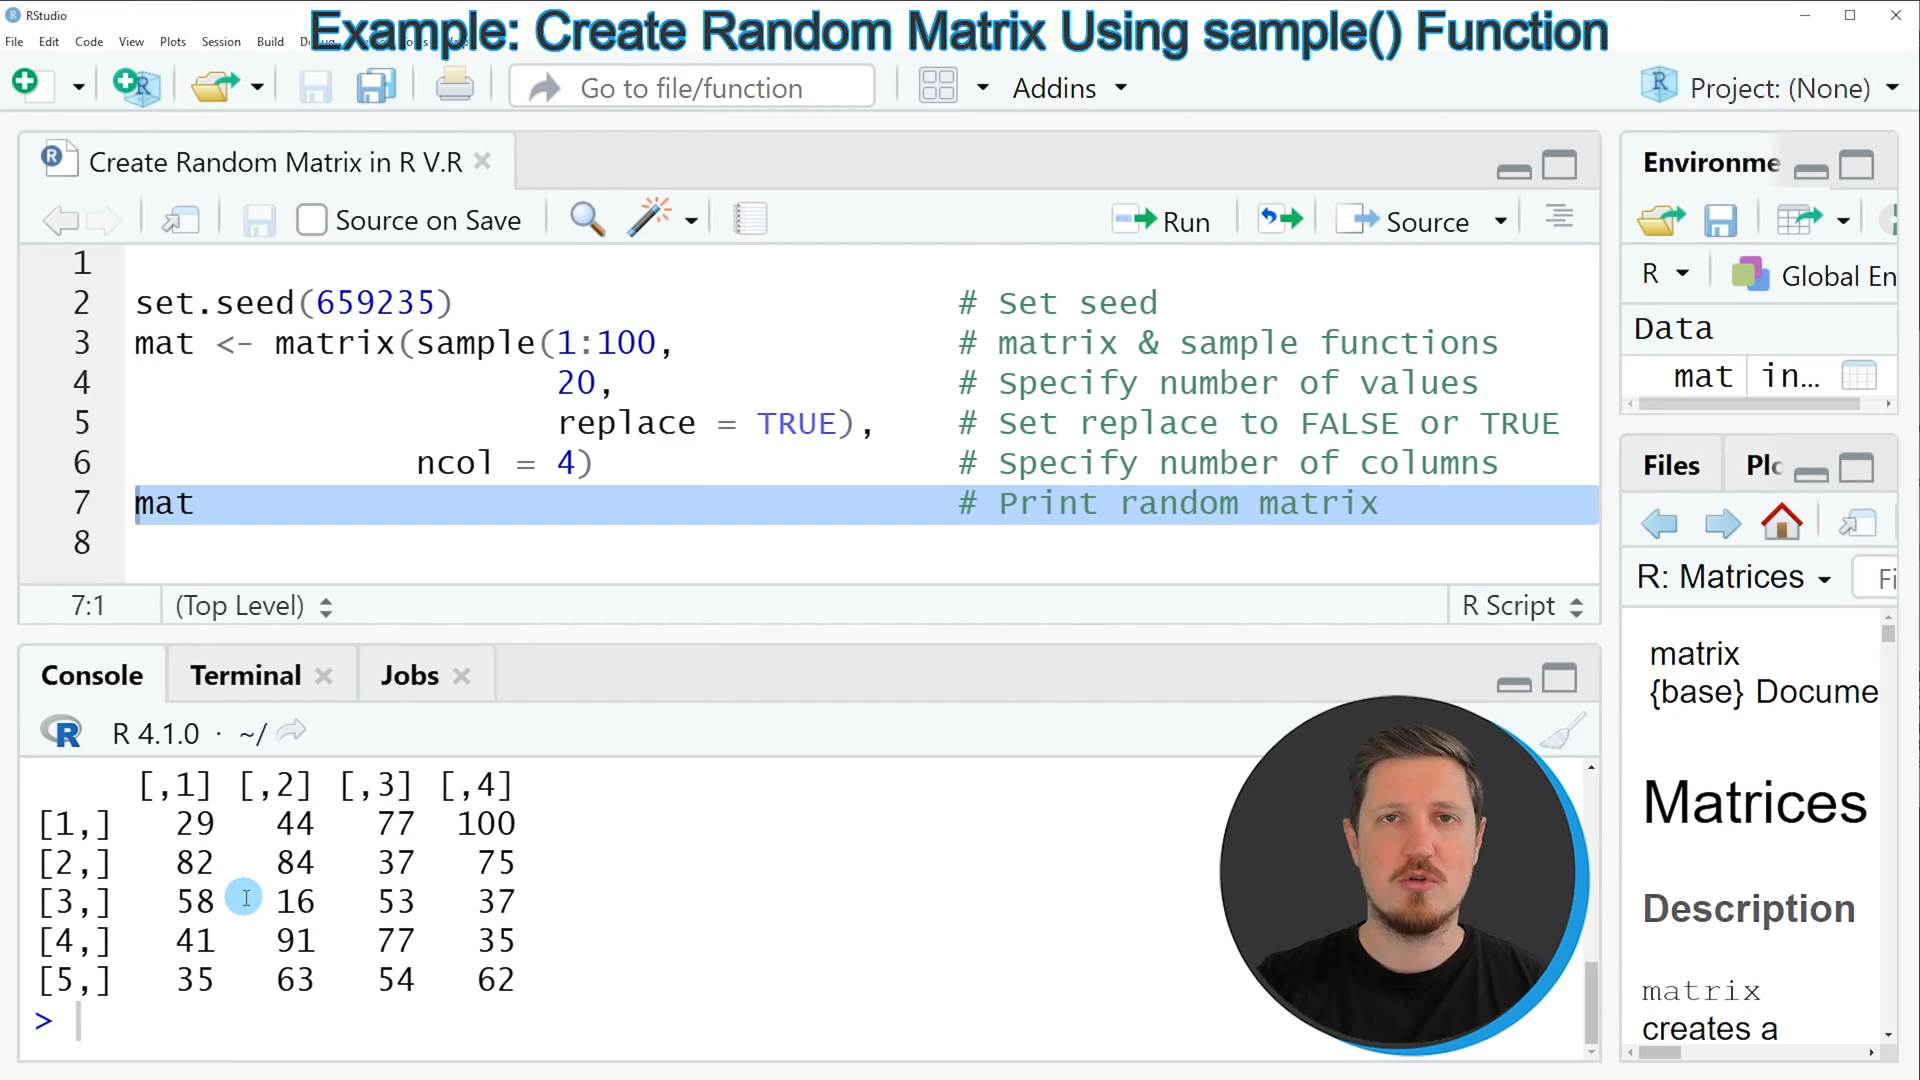 RStudio
Example: Create Random Matrix Using sample() Function
File Edit Code View Plots Session Build
Go to file/function
Addins
Project: (None)
Create Random Matrix in R V.R
Source on Save
Run
Source
1
2 set.seed(659235) # Set seed
3 mat <- matrix(sample(1:100, # matrix & sample functions
4 20, # Specify number of values
5 replace = TRUE), # Set replace to FALSE or TRUE
6 ncol = 4) # Specify number of columns
7 mat # Print random matrix
8
7:1 (Top Level) R Script
Console Terminal Jobs
R 4.1.0 · ~/
[,1] [,2] [,3] [,4]
[1,] 29 44 77 100
[2,] 82 84 37 75
[3,] 58 16 53 37
[4,] 41 91 77 35
[5,] 35 63 54 62
>
Environme
R Global En
Data
mat in...
Files Plo
R: Matrices Fi
matrix
{base} Docume
Matrices
Description
matrix
creates a